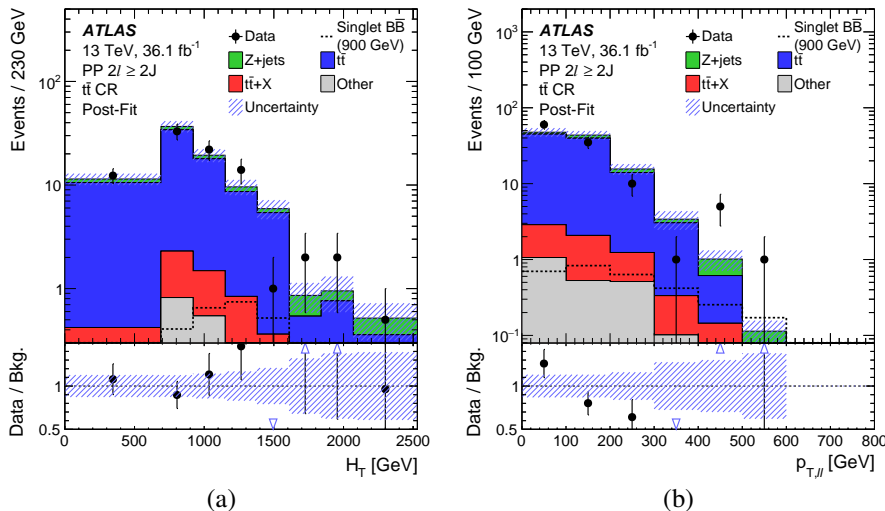 Events / 230 GeV
ATLAS
13 TeV, 36.1 fb⁻¹
PP 2l ≥ 2J
tt̄ CR
Post-Fit
Data
Singlet BB̄
(900 GeV)
Z+jets
tt̄
tt̄+X
Other
Uncertainty
10²
10
1
Data / Bkg.
1
0.5
0 500 1000 1500 2000 2500
H_T [GeV]
(a)
Events / 100 GeV
ATLAS
13 TeV, 36.1 fb⁻¹
PP 2l ≥ 2J
tt̄ CR
Post-Fit
Data
Singlet BB̄
(900 GeV)
Z+jets
tt̄
tt̄+X
Other
Uncertainty
10³
10²
10
1
10⁻¹
Data / Bkg.
1
0.5
0 100 200 300 400 500 600 700 800
p_T,ll [GeV]
(b)